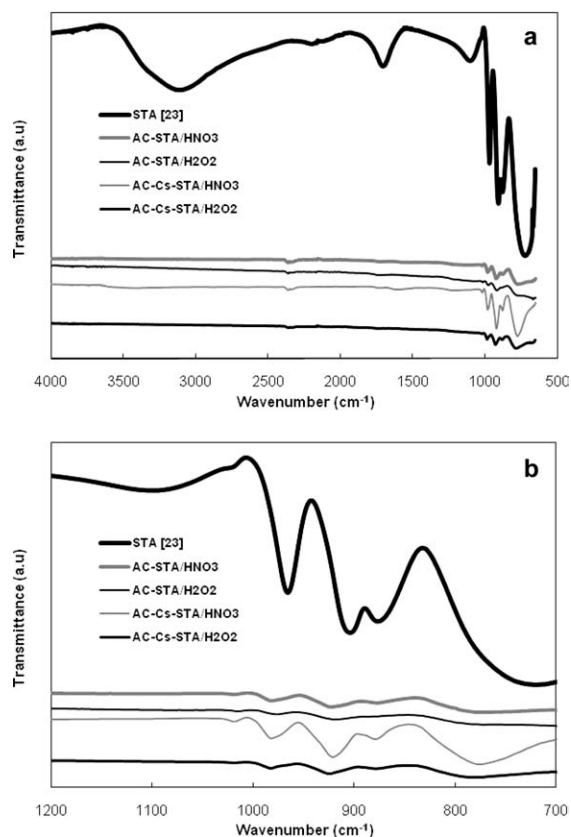 a
Transmittance (a.u)
STA [23]
AC-STA/HNO3
AC-STA/H2O2
AC-Cs-STA/HNO3
AC-Cs-STA/H2O2
4000 3500 3000 2500 2000 1500 1000 500
Wavenumber (cm-1)
b
Transmittance (a.u)
STA [23]
AC-STA/HNO3
AC-STA/H2O2
AC-Cs-STA/HNO3
AC-Cs-STA/H2O2
1200 1100 1000 900 800 700
Wavenumber (cm-1)